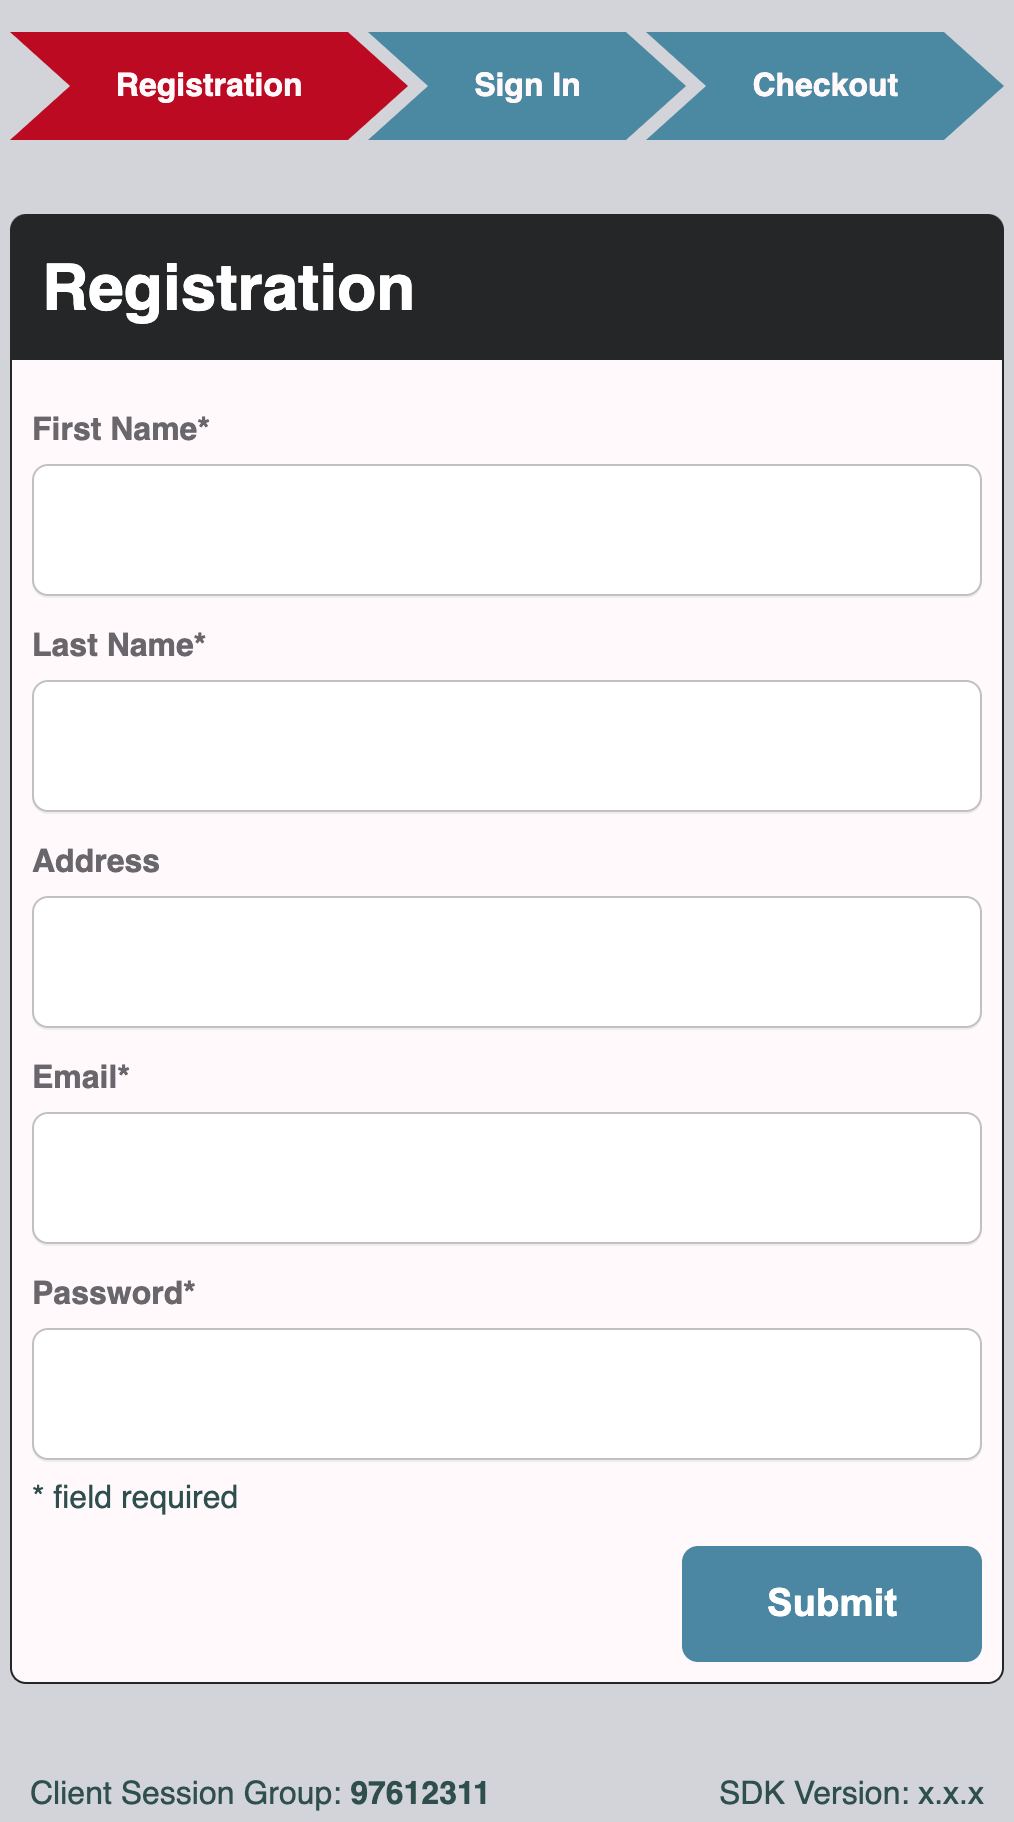 Registration
Sign In
Checkout
Registration
First Name*
Last Name*
Address
Email*
Password*
* field required
Submit
Client Session Group: 97612311
SDK Version: x.x.x